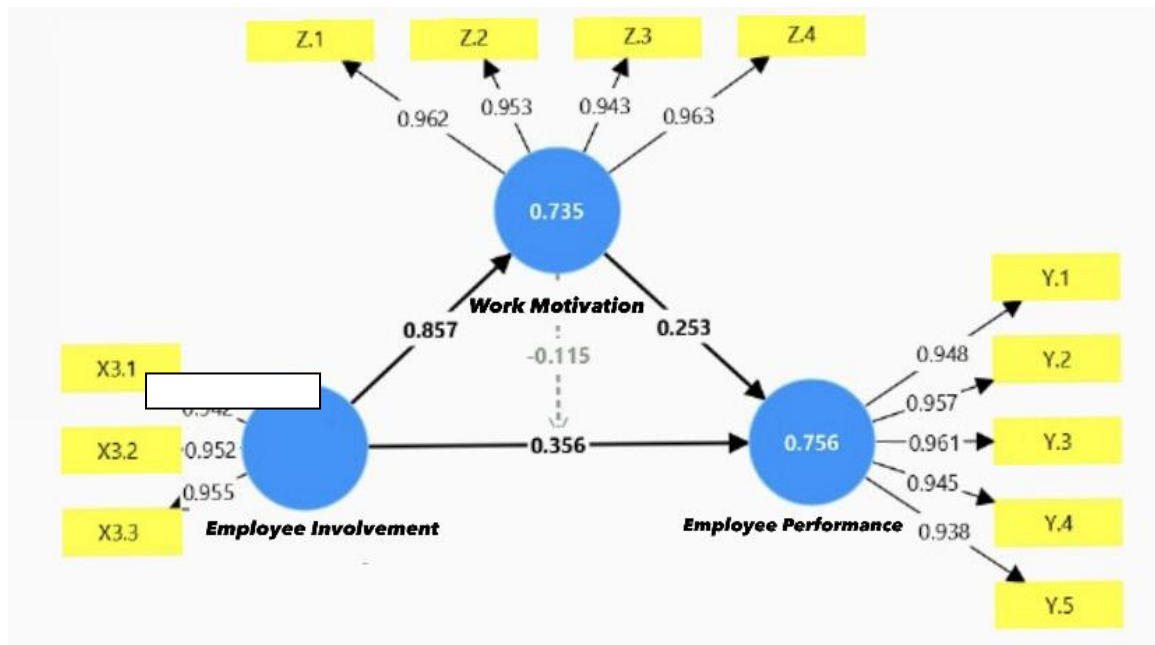 Z.1
Z.2
Z.3
Z.4
0.962
0.953
0.943
0.963
0.735
Work Motivation
0.857
0.253
-0.115
X3.1
X3.2
0.952
0.955
X3.3
Employee Involvement
0.356
0.756
Employee Performance
Y.1
0.948
Y.2
0.957
0.961
Y.3
0.945
Y.4
0.938
Y.5